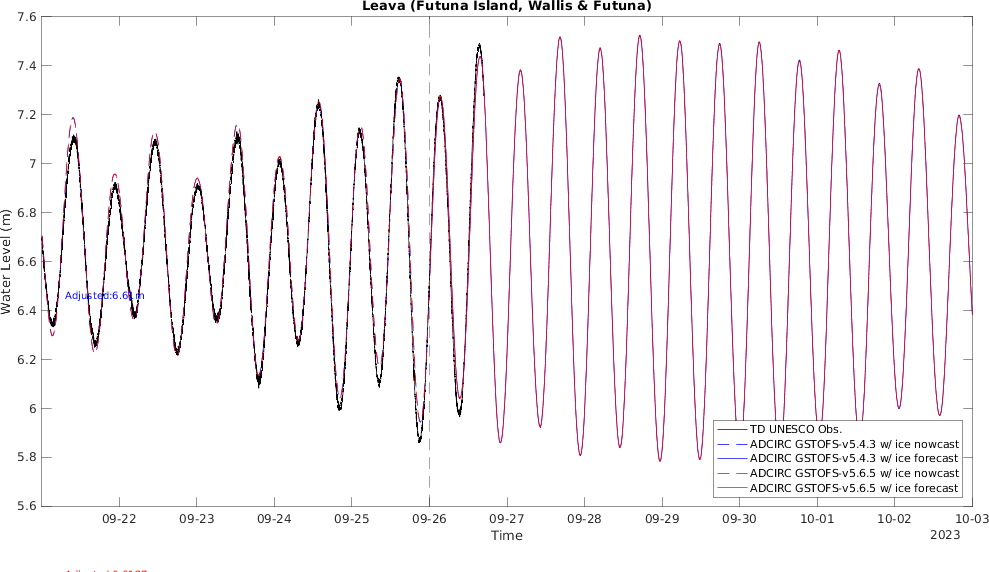 Leava (Futuna Island, Wallis & Futuna)
7.6
7.4
7.2
7
6.8
6.6
6.4
6.2
6
5.8
5.6
Water Level (m)
TD UNESCO Obs.
ADCIRC GSTOFS-v5.4.3 w/ ice nowcast
ADCIRC GSTOFS-v5.4.3 w/ ice forecast
ADCIRC GSTOFS-v5.6.5 w/ ice nowcast
ADCIRC GSTOFS-v5.6.5 w/ ice forecast
09-22 09-23 09-24 09-25 09-26 09-27 09-28 09-29 09-30 10-01 10-02 10-03
Time
2023